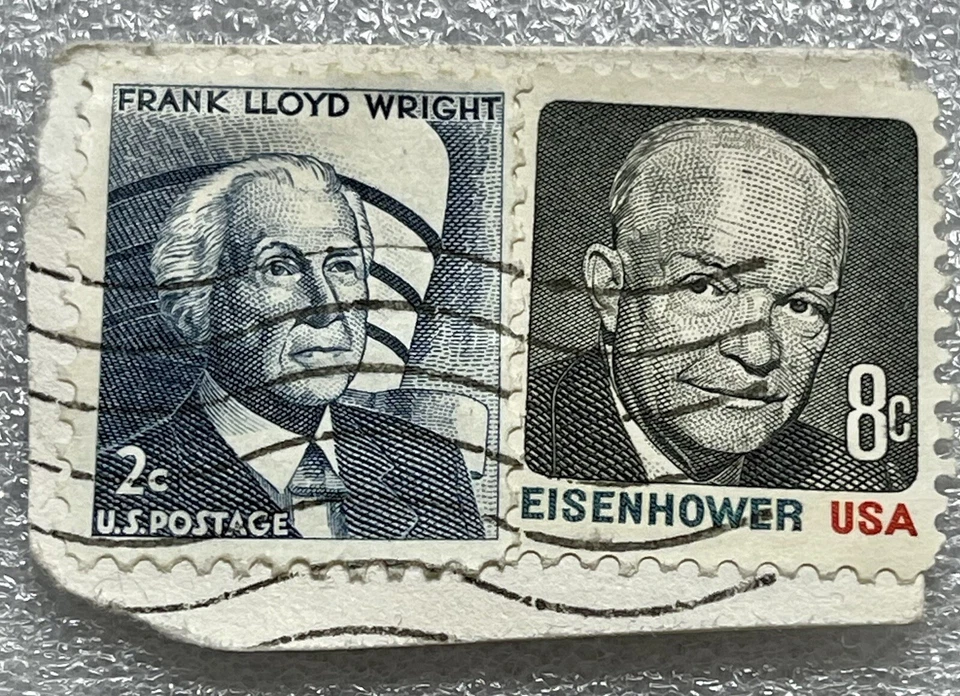 FRANK LLOYD WRIGHT
2c
U.S.POSTAGE
8c
EISENHOWER USA